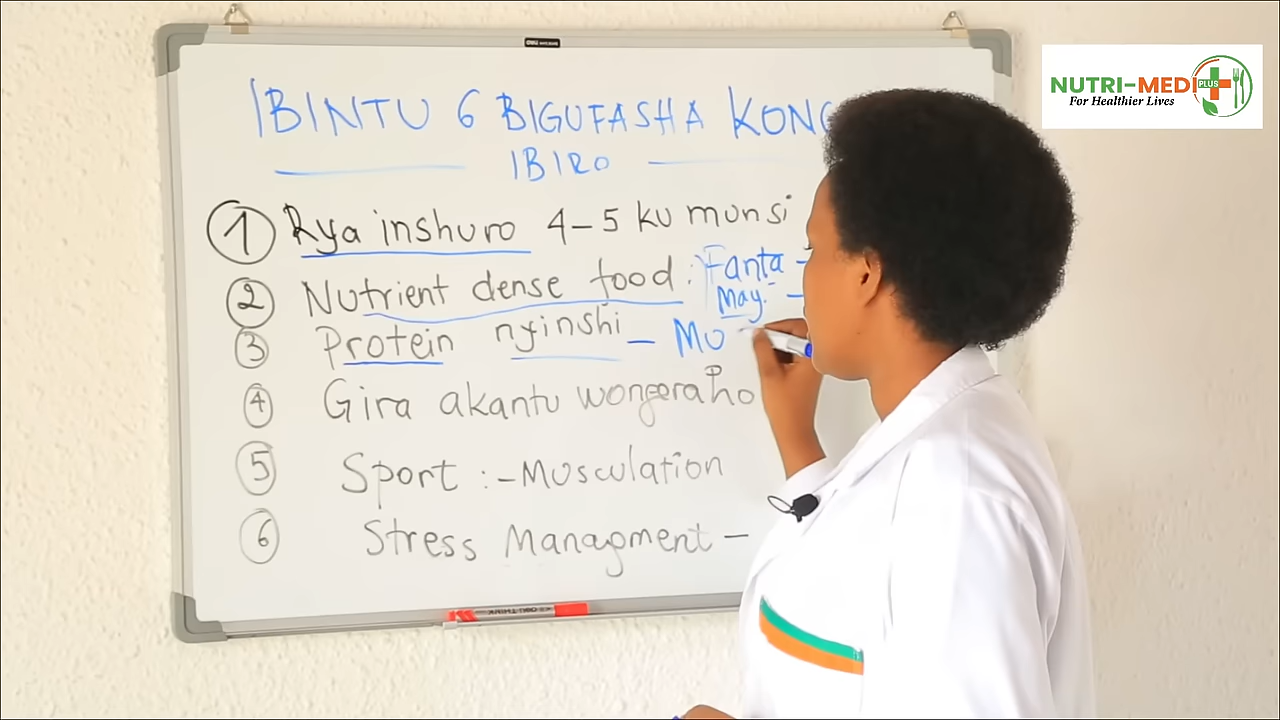 IBINTU 6 BIGUFASHA KONG
IBIRO
1 Rya inshuro 4-5 ku munsi
2 Nutrient dense food : Fanta -
May. -
3 Protein nyinshi - Mu
4 Gira akantu wongeraho
5 Sport : - Musculation
6 Stress Managment -
NUTRI-MEDI
PLUS
For Healthier Lives